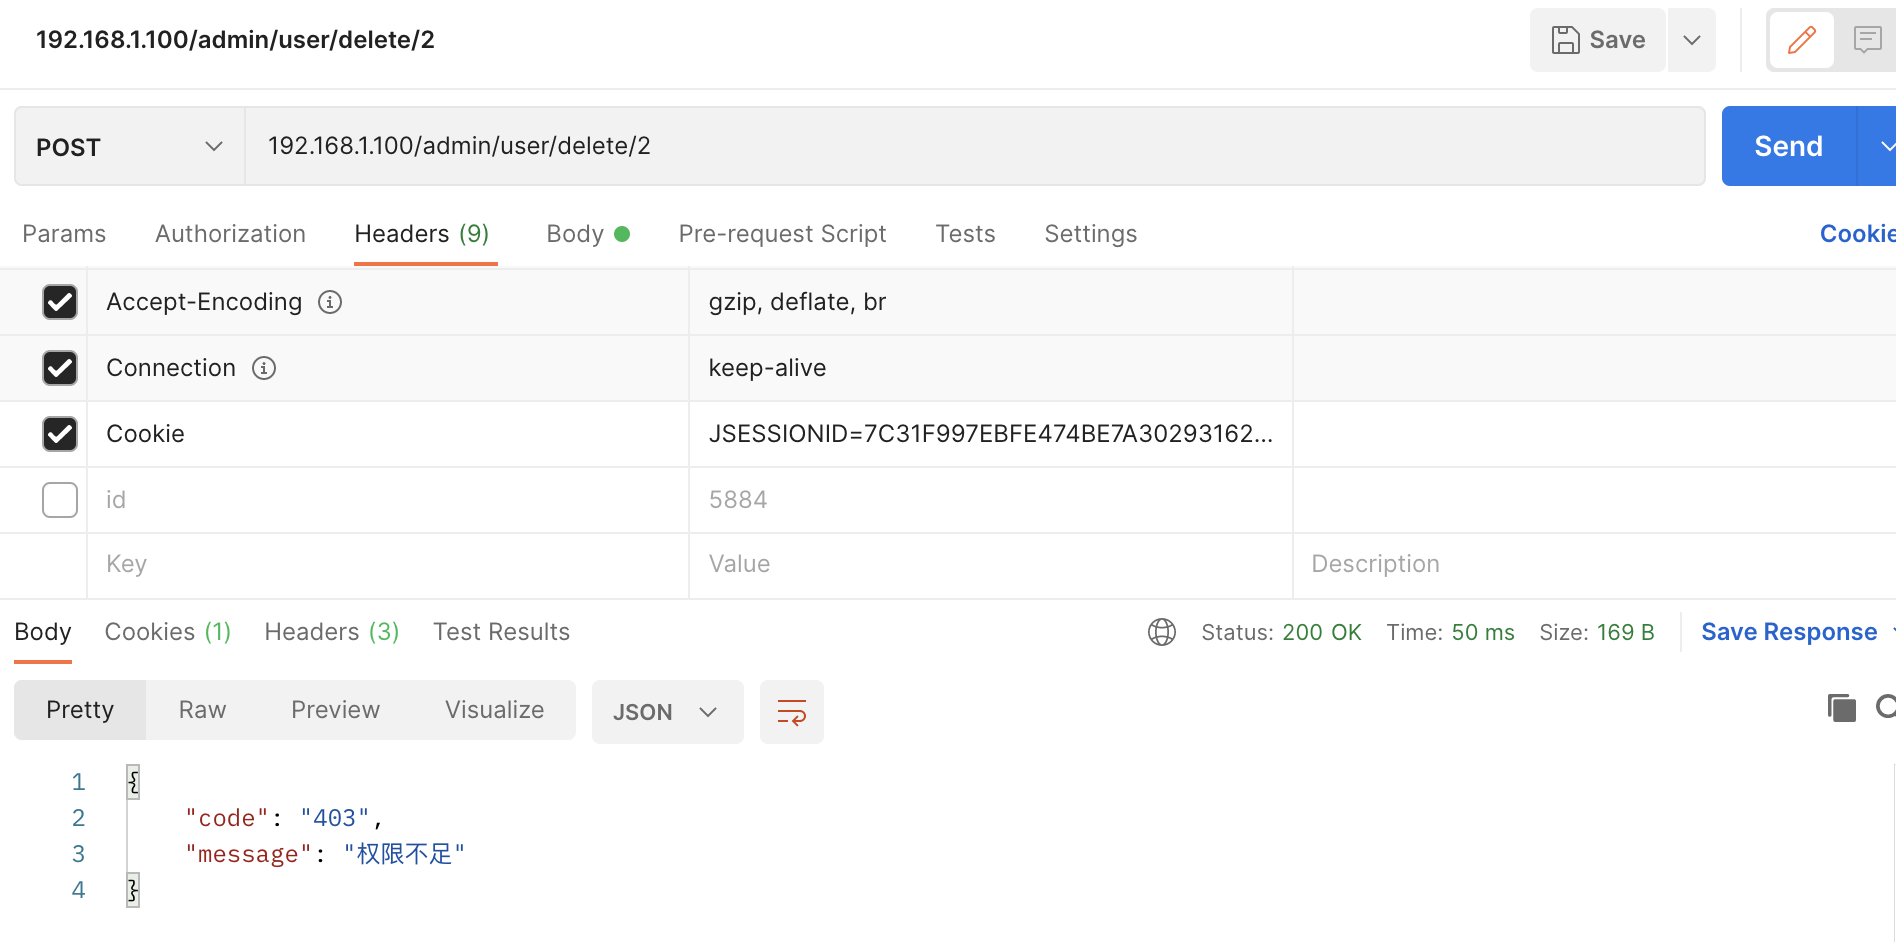 192.168.1.100/admin/user/delete/2
Save
POST
192.168.1.100/admin/user/delete/2
Send
Params Authorization Headers (9) Body Pre-request Script Tests Settings Cookie
Accept-Encoding gzip, deflate, br
Connection keep-alive
Cookie JSESSIONID=7C31F997EBFE474BE7A30293162...
id 5884
Key Value Description
Body Cookies (1) Headers (3) Test Results Status: 200 OK Time: 50 ms Size: 169 B Save Response
Pretty Raw Preview Visualize JSON
1 {
2 "code": "403",
3 "message": "权限不足"
4 }